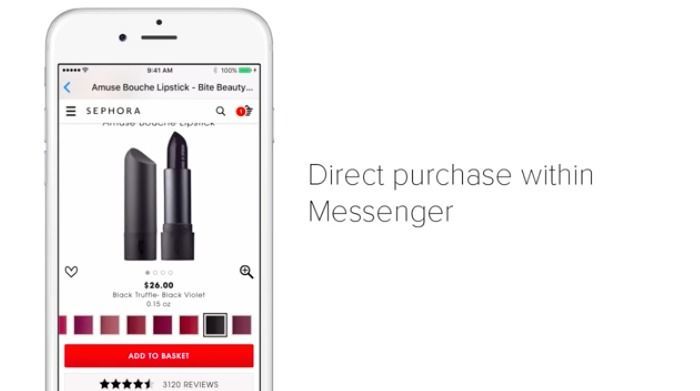 9:41 AM
100%
Amuse Bouche Lipstick - Bite Beauty...
SEPHORA
1
Amuse Bouche Lipstick
$26.00
Black Truffle- Black Violet
0.15 oz
ADD TO BASKET
3120 REVIEWS
Direct purchase within
Messenger